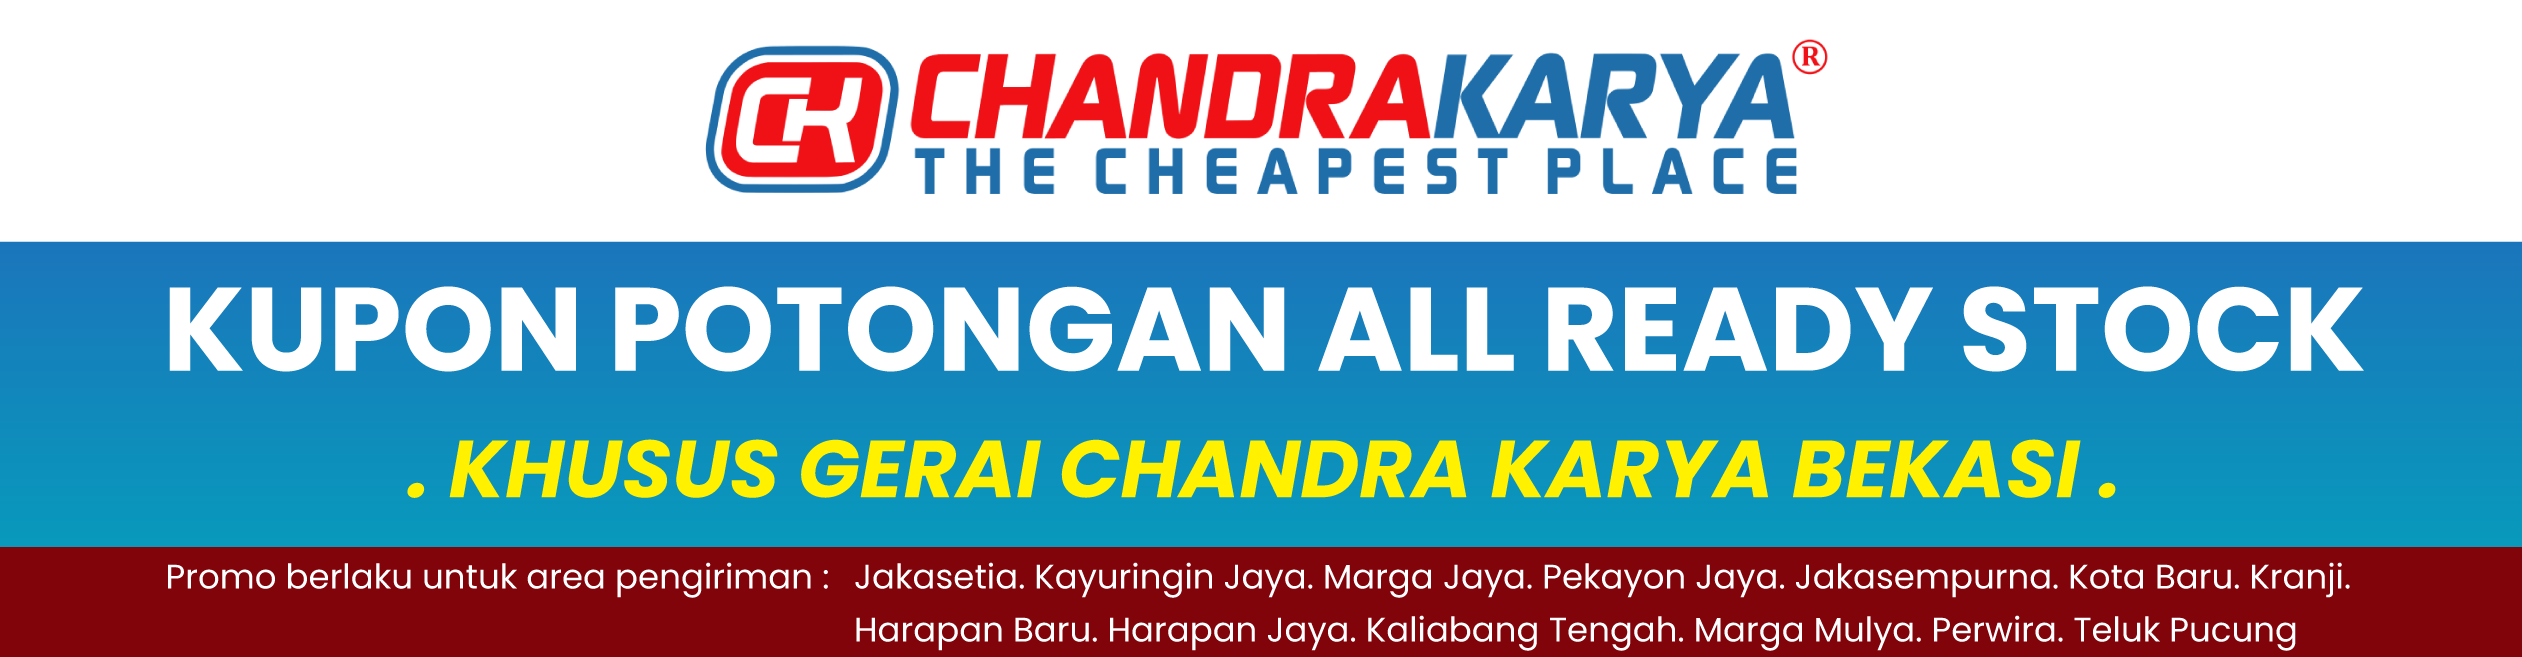 CK CHANDRAKARYA®
THE CHEAPEST PLACE
KUPON POTONGAN ALL READY STOCK
. KHUSUS GERAI CHANDRA KARYA BEKASI .
Promo berlaku untuk area pengiriman : Jakasetia. Kayuringin Jaya. Marga Jaya. Pekayon Jaya. Jakasempurna. Kota Baru. Kranji.
Harapan Baru. Harapan Jaya. Kaliabang Tengah. Marga Mulya. Perwira. Teluk Pucung